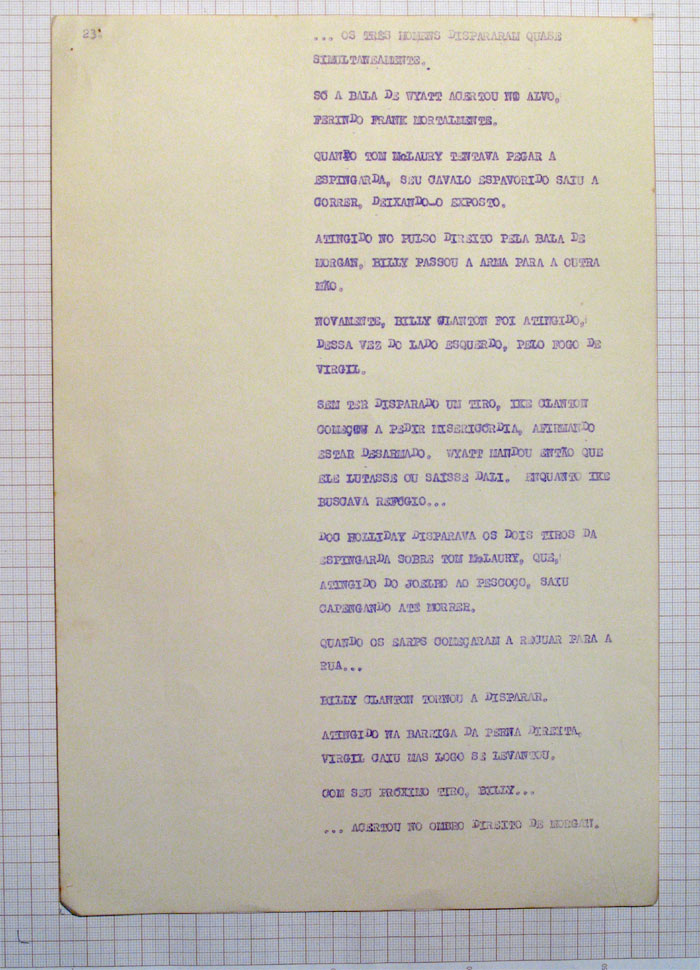 23.
... OS TRÊS HOMENS DISPARARAM QUASE
SIMULTANEAMENTE.
SÓ A BALA DE WYATT ACERTOU NO ALVO,
FERINDO FRANK MORTALMENTE.
QUANDO TOM McLAURY TENTAVA PEGAR A
ESPINGARDA, SEU CAVALO ESPAVORIDO SAIU A
CORRER, DEIXANDO-O EXPOSTO.
ATINGIDO NO PULSO DIREITO PELA BALA DE
MORGAN, BILLY PASSOU A ARMA PARA A OUTRA
MÃO.
NOVAMENTE, BILLY CLANTON FOI ATINGIDO,
DESSA VEZ DO LADO ESQUERDO, PELO FOGO DE
VIRGIL.
SEM TER DISPARADO UM TIRO, IKE CLANTON
COMEÇOU A PEDIR MISERICÓRDIA, AFIRMANDO
ESTAR DESARMADO. WYATT MANDOU ENTÃO QUE
ELE LUTASSE OU SAÍSSE DALI. ENQUANTO IKE
BUSCAVA REFÚGIO...
DOC HOLLIDAY DISPARAVA OS DOIS TIROS DA
ESPINGARDA SOBRE TOM McLAURY, QUE,
ATINGIDO DO JOELHO AO PESCOÇO, SAIU
CAPENGANDO ATÉ MORRER.
QUANDO OS EARPS COMEÇARAM A RECUAR PARA A
RUA...
BILLY CLANTON TORNOU A DISPARAR.
ATINGIDO NA BARRIGA DA PERNA DIREITA,
VIRGIL CAIU MAS LOGO SE LEVANTOU.
COM SEU PRÓXIMO TIRO, BILLY...
... ACERTOU NO OMBRO DIREITO DE MORGAN.